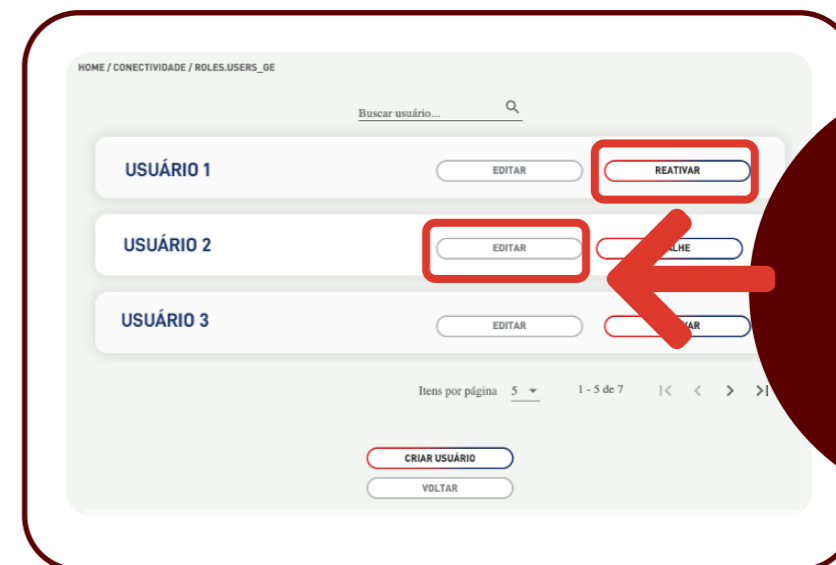 HOME / CONECTIVIDADE / ROLES.USERS_GE
Buscar usuário...
USUÁRIO 1 EDITAR REATIVAR
USUÁRIO 2 EDITAR
USUÁRIO 3 EDITAR
Itens por página 5 1 - 5 de 7
CRIAR USUÁRIO
VOLTAR